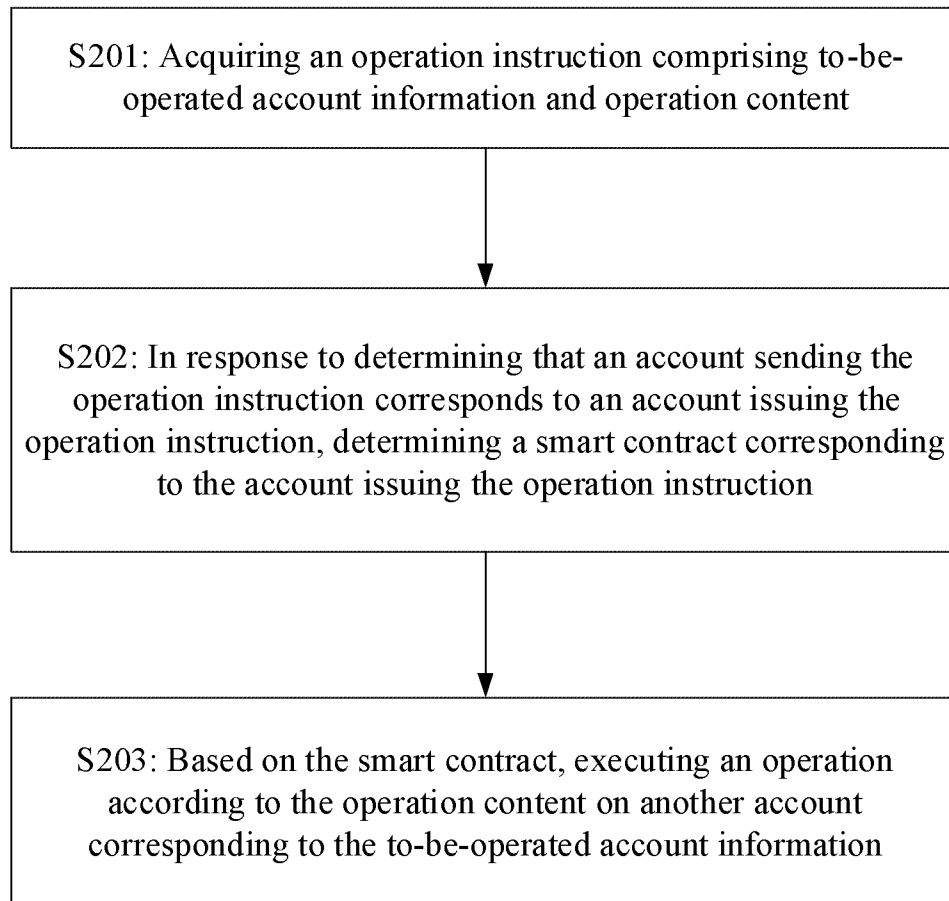 S201: Acquiring an operation instruction comprising to-be-
operated account information and operation content
S202: In response to determining that an account sending the
operation instruction corresponds to an account issuing the
operation instruction, determining a smart contract corresponding
to the account issuing the operation instruction
S203: Based on the smart contract, executing an operation
according to the operation content on another account
corresponding to the to-be-operated account information